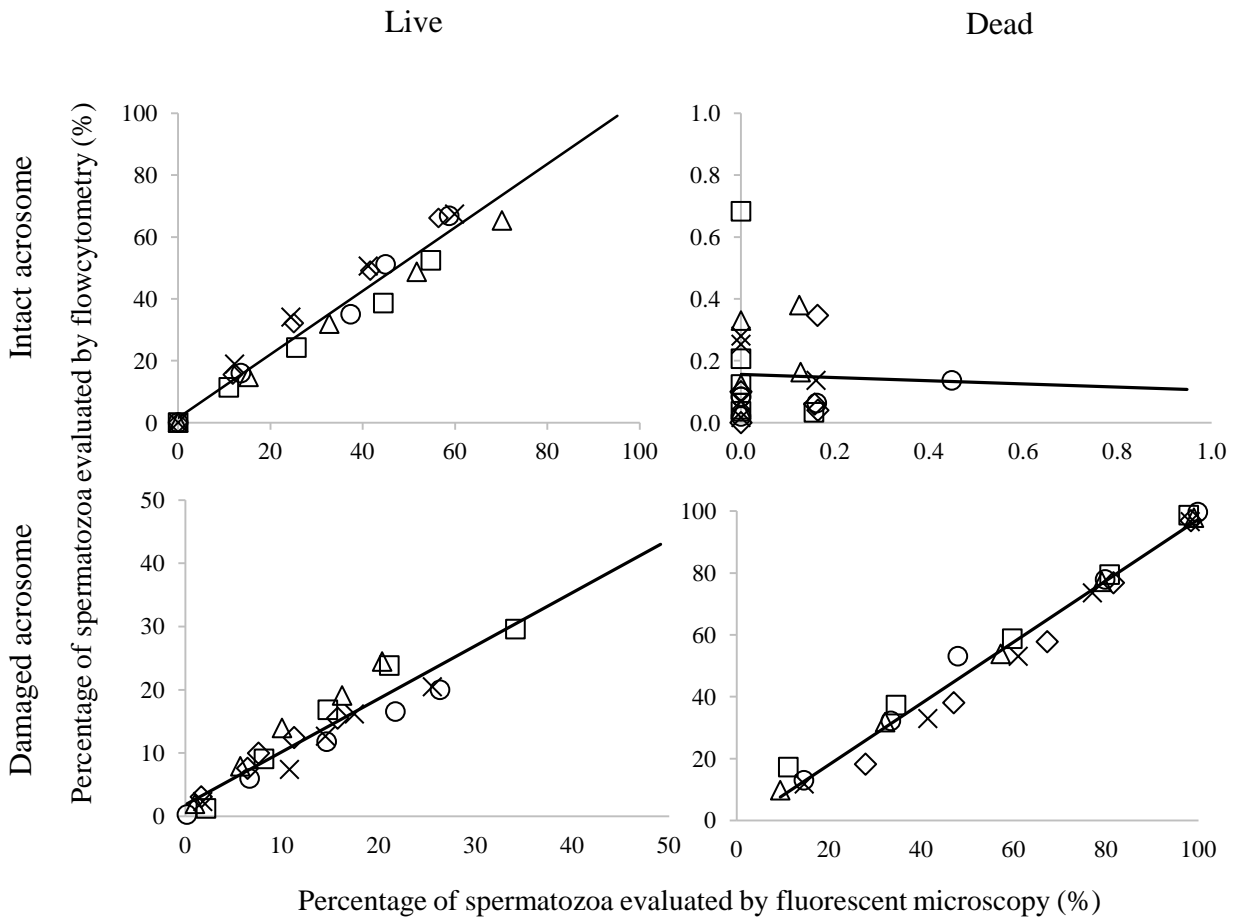 Live
Dead
Intact acrosome
Damaged acrosome
Percentage of spermatozoa evaluated by flowcytometry (%)
100
80
60
40
20
0
0 20 40 60 80 100
1.0
0.8
0.6
0.4
0.2
0.0
0.0 0.2 0.4 0.6 0.8 1.0
50
40
30
20
10
0
0 10 20 30 40 50
100
80
60
40
20
0
0 20 40 60 80 100
Percentage of spermatozoa evaluated by fluorescent microscopy (%)